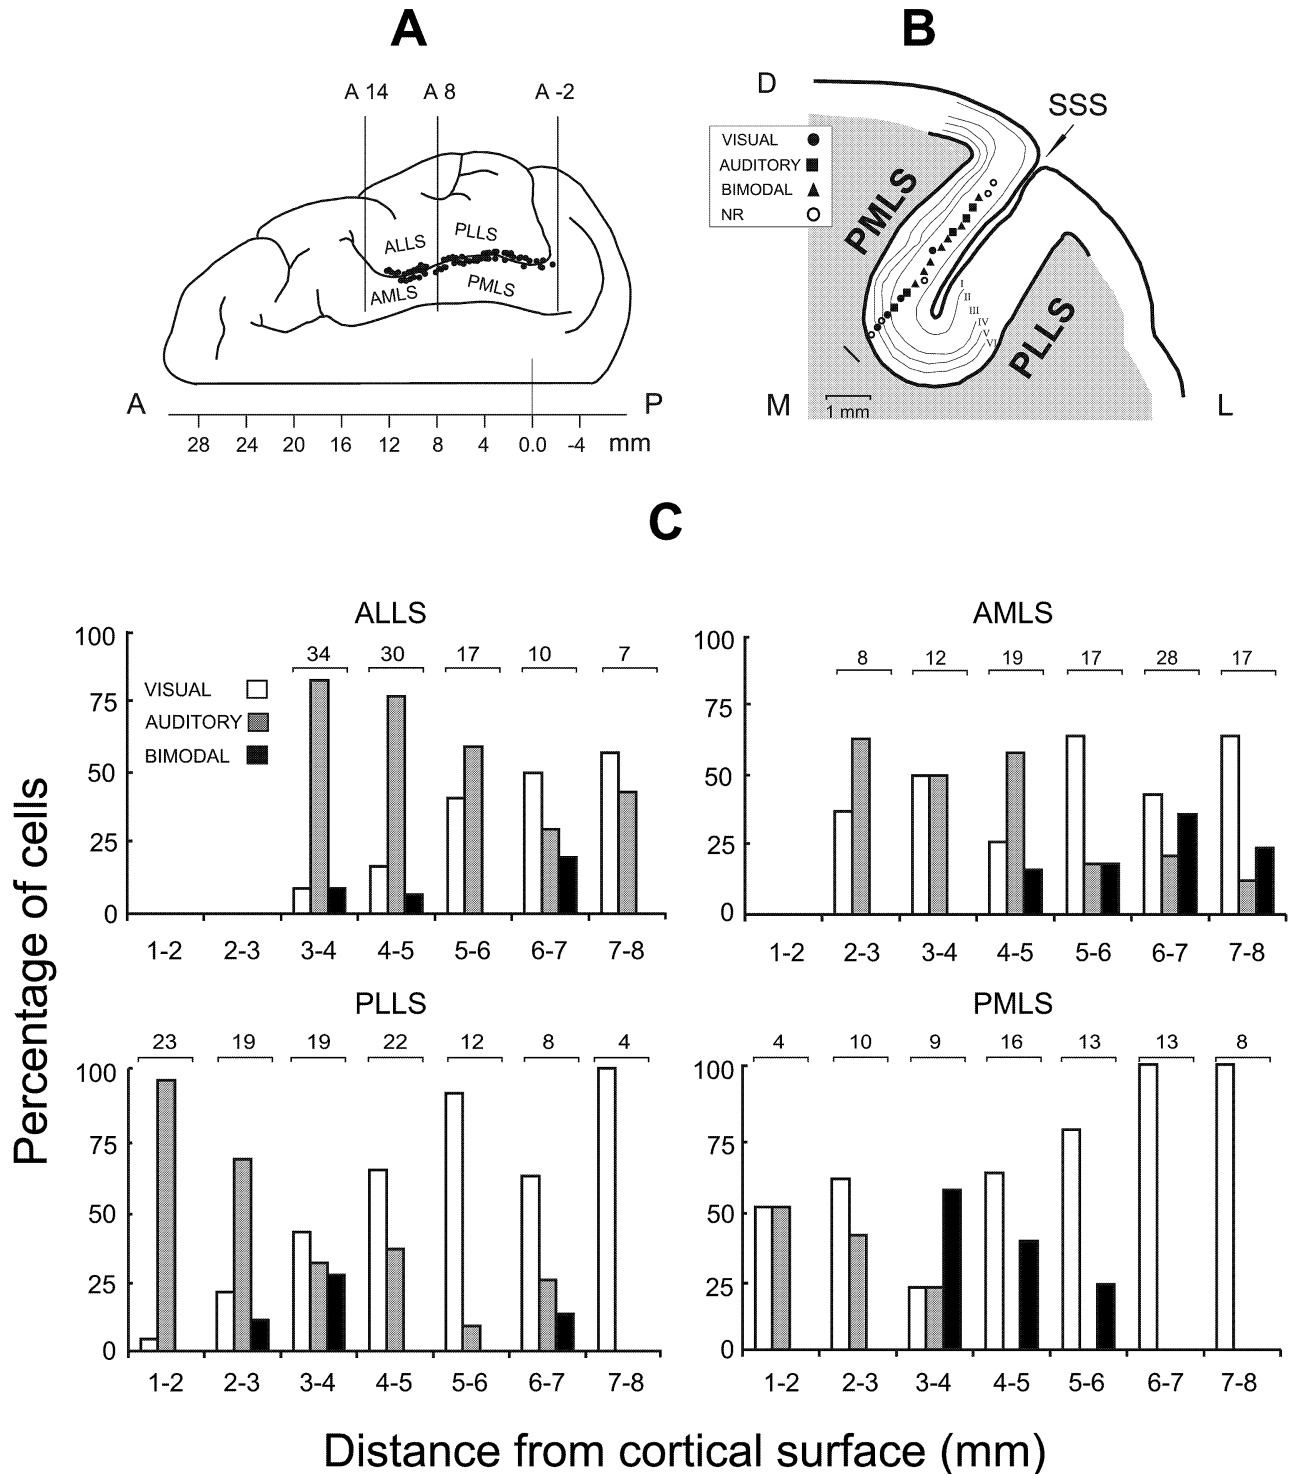 A
B
A 14 A 8 A -2
ALLS PLLS
AMLS PMLS
A P
28 24 20 16 12 8 4 0.0 -4 mm
D
SSS
VISUAL
AUDITORY
BIMODAL
NR
PMLS
PLLS
I
II
III
IV
V
VI
M
1 mm
L
C
ALLS
100
75
50
25
0
34 30 17 10 7
VISUAL
AUDITORY
BIMODAL
1-2 2-3 3-4 4-5 5-6 6-7 7-8
AMLS
100
75
50
25
0
8 12 19 17 28 17
1-2 2-3 3-4 4-5 5-6 6-7 7-8
Percentage of cells
PLLS
23 19 19 22 12 8 4
100
75
50
25
0
1-2 2-3 3-4 4-5 5-6 6-7 7-8
PMLS
4 10 9 16 13 13 8
100
75
50
25
0
1-2 2-3 3-4 4-5 5-6 6-7 7-8
Distance from cortical surface (mm)